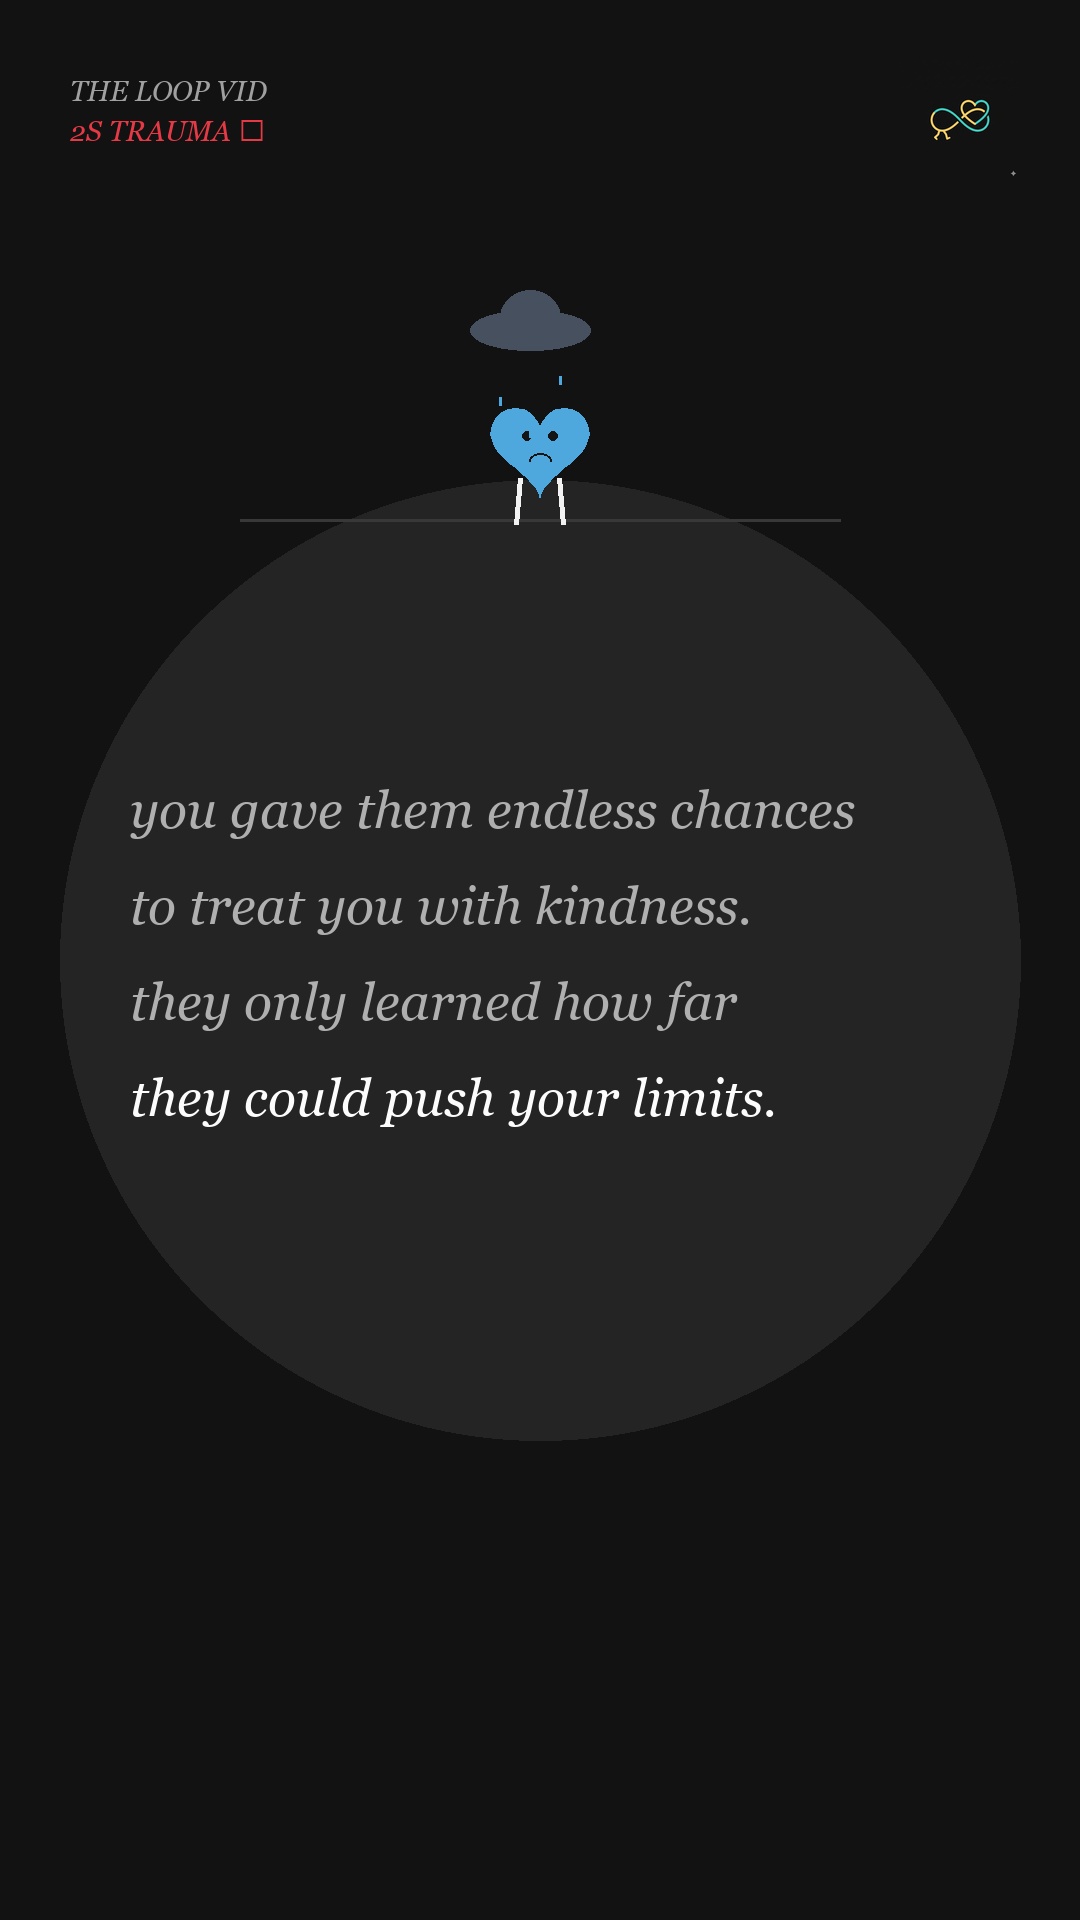 THE LOOP VID
2S TRAUMA □
you gave them endless chances
to treat you with kindness.
they only learned how far
they could push your limits.